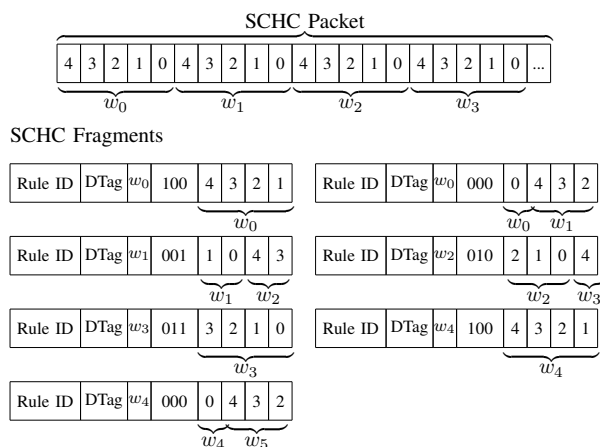 SCHC Packet
4 3 2 1 0 4 3 2 1 0 4 3 2 1 0 4 3 2 1 0 ...
w0 w1 w2 w3
SCHC Fragments
Rule ID DTag w0 100 4 3 2 1
w0
Rule ID DTag w0 000 0 4 3 2
w0 w1
Rule ID DTag w1 001 1 0 4 3
w1 w2
Rule ID DTag w2 010 2 1 0 4
w2 w3
Rule ID DTag w3 011 3 2 1 0
w3
Rule ID DTag w4 100 4 3 2 1
w4
Rule ID DTag w4 000 0 4 3 2
w4 w5